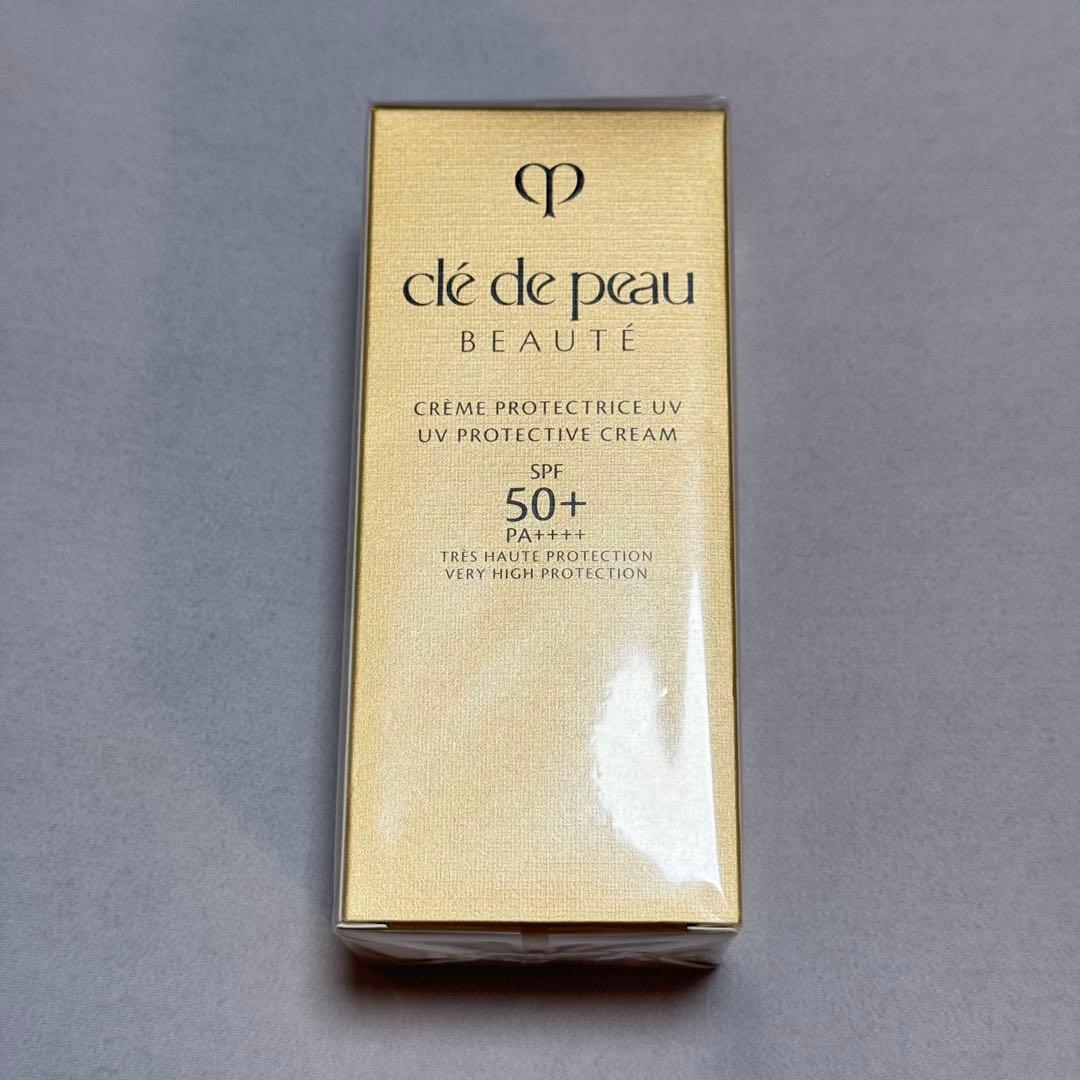 clé de peau
BEAUTÉ
CRÈME PROTECTRICE UV
UV PROTECTIVE CREAM
SPF
50+
PA++++
TRÈS HAUTE PROTECTION
VERY HIGH PROTECTION